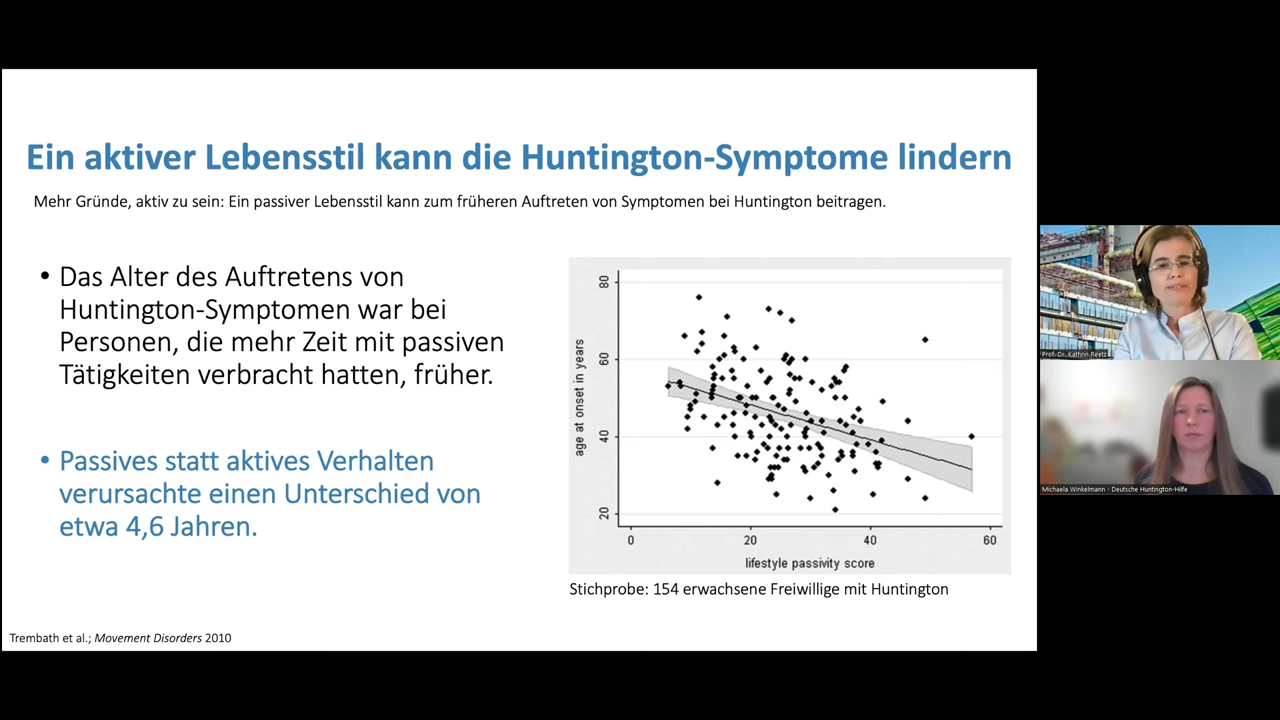 Ein aktiver Lebensstil kann die Huntington-Symptome lindern
Mehr Gründe, aktiv zu sein: Ein passiver Lebensstil kann zum früheren Auftreten von Symptomen bei Huntington beitragen.
• Das Alter des Auftretens von
Huntington-Symptomen war bei
Personen, die mehr Zeit mit passiven
Tätigkeiten verbracht hatten, früher.
• Passives statt aktives Verhalten
verursachte einen Unterschied von
etwa 4,6 Jahren.
age at onset in years
80
60
40
20
0 20 40 60
lifestyle passivity score
Stichprobe: 154 erwachsene Freiwillige mit Huntington
Trembath et al.; Movement Disorders 2010
Prof. Dr. Kathrin Reetz
Michaela Winkelmann - Deutsche Huntington-Hilfe